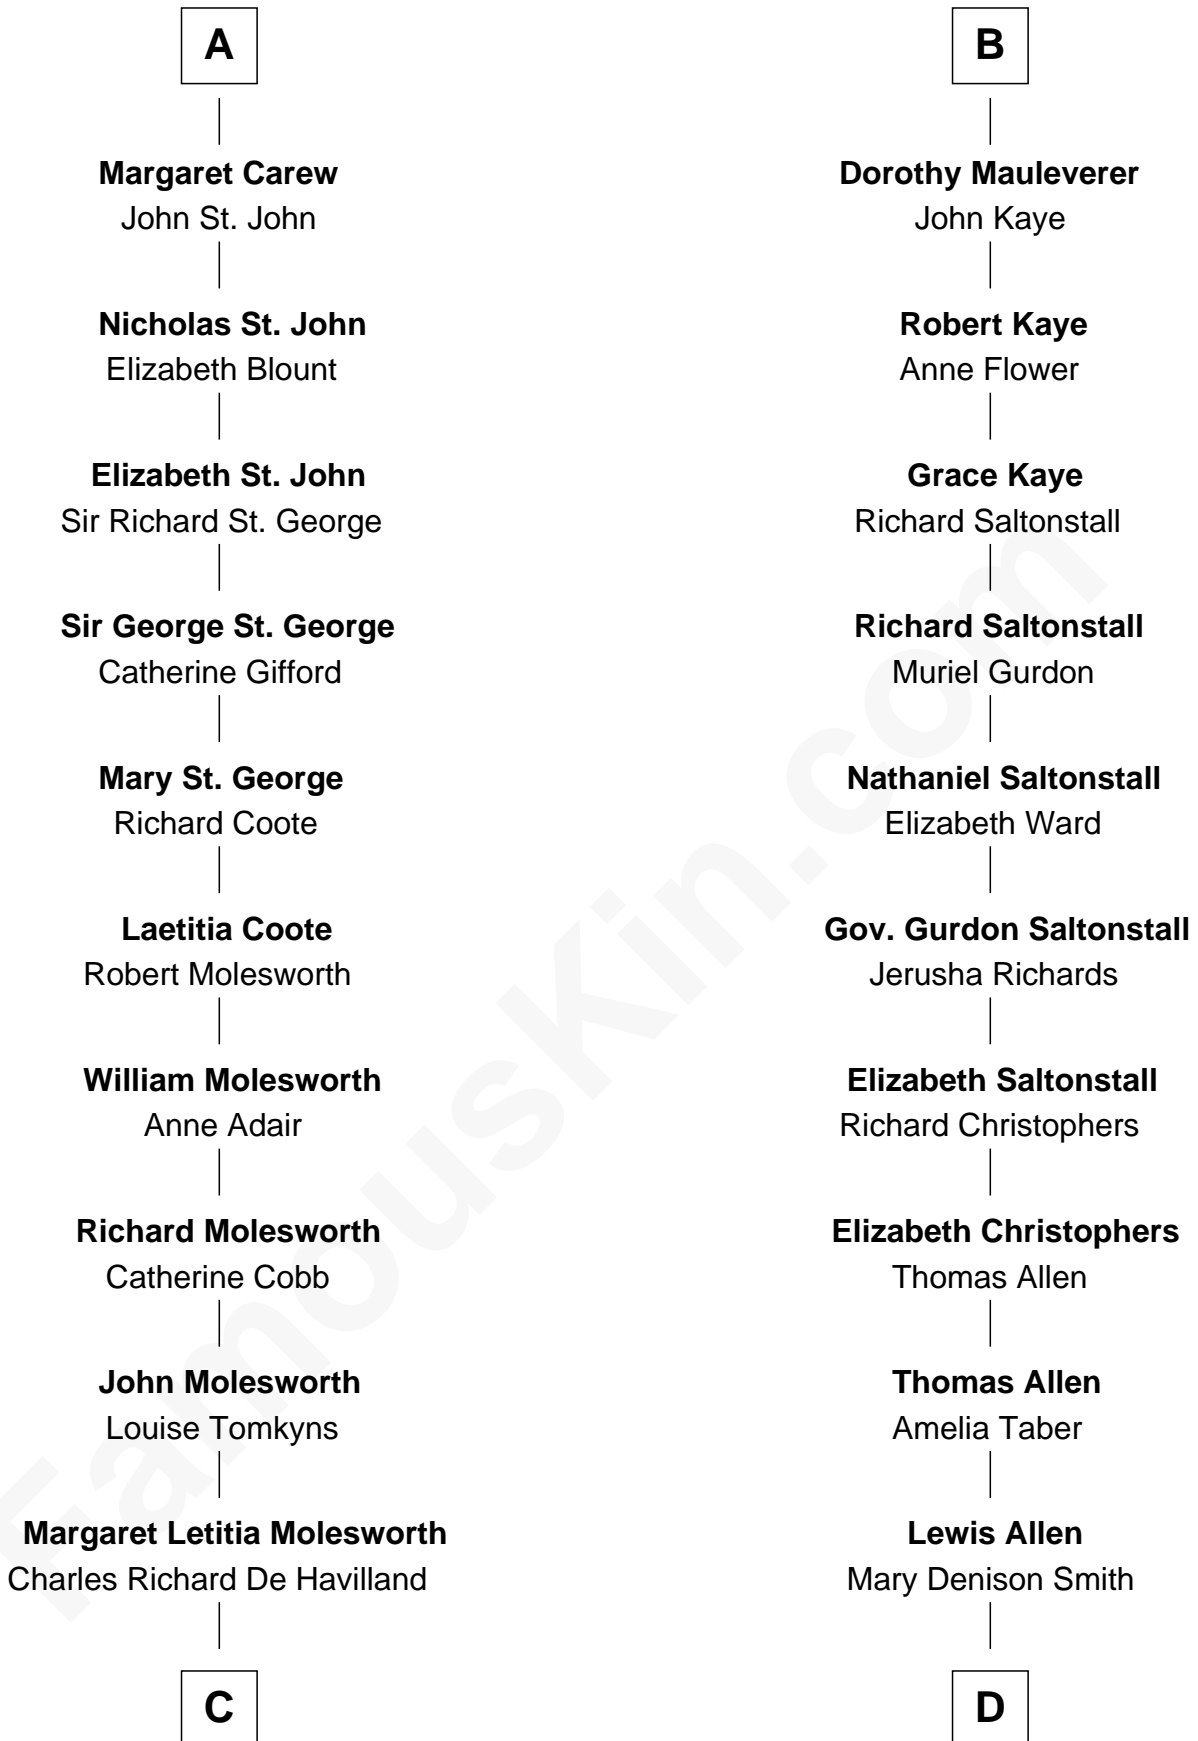 A
Margaret Carew
John St. John
Nicholas St. John
Elizabeth Blount
Elizabeth St. John
Sir Richard St. George
Sir George St. George
Catherine Gifford
Mary St. George
Richard Coote
Laetitia Coote
Robert Molesworth
William Molesworth
Anne Adair
Richard Molesworth
Catherine Cobb
John Molesworth
Louise Tomkyns
Margaret Letitia Molesworth
Charles Richard De Havilland
C
B
Dorothy Mauleverer
John Kaye
Robert Kaye
Anne Flower
Grace Kaye
Richard Saltonstall
Richard Saltonstall
Muriel Gurdon
Nathaniel Saltonstall
Elizabeth Ward
Gov. Gurdon Saltonstall
Jerusha Richards
Elizabeth Saltonstall
Richard Christophers
Elizabeth Christophers
Thomas Allen
Thomas Allen
Amelia Taber
Lewis Allen
Mary Denison Smith
D
FamousKin.com